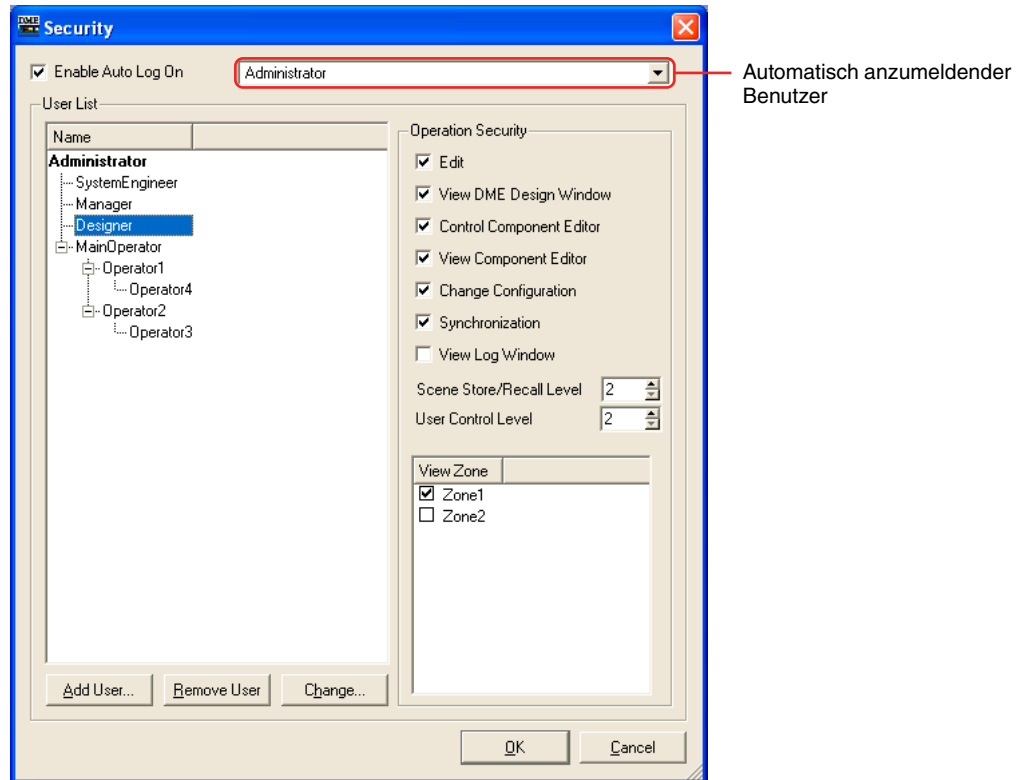 DME
Security
Enable Auto Log On
Administrator
Automatisch anzumeldender
Benutzer
User List
Name
Administrator
SystemEngineer
Manager
Designer
MainOperator
Operator1
Operator4
Operator2
Operator3
Operation Security
Edit
View DME Design Window
Control Component Editor
View Component Editor
Change Configuration
Synchronization
View Log Window
Scene Store/Recall Level 2
User Control Level 2
View Zone
Zone1
Zone2
Add User...
Remove User
Change...
OK
Cancel